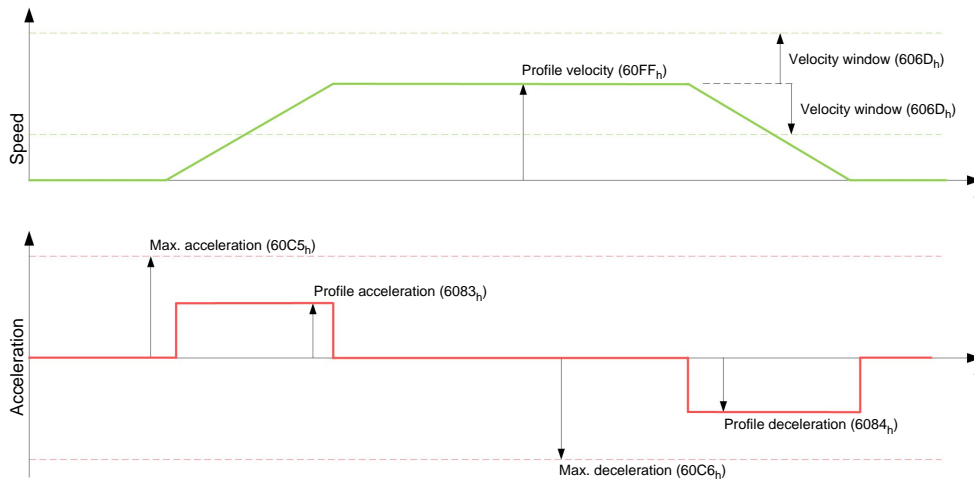 Speed
Profile velocity (60FFh)
Velocity window (606Dh)
Velocity window (606Dh)
Acceleration
Max. acceleration (60C5h)
Profile acceleration (6083h)
Profile deceleration (6084h)
Max. deceleration (60C6h)